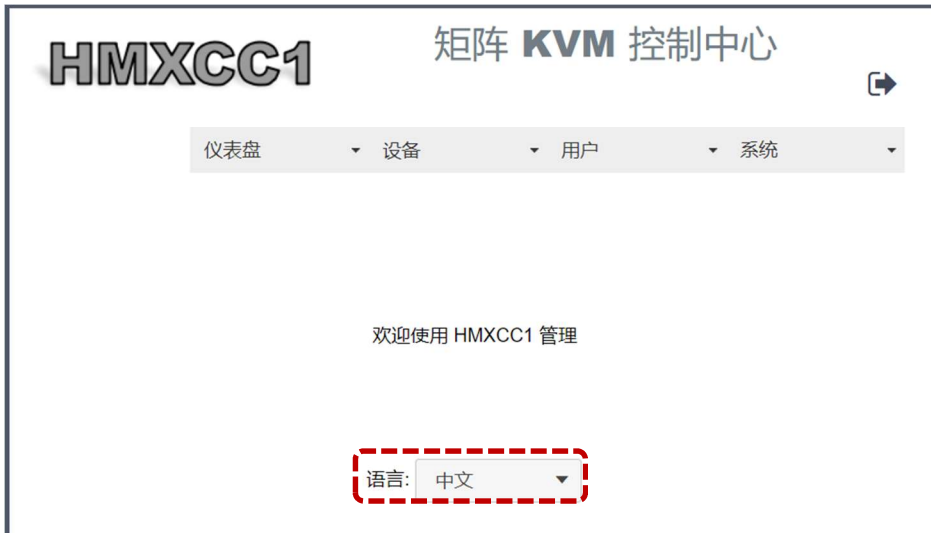 HMXCC1
矩阵 KVM 控制中心
仪表盘 设备 用户 系统
欢迎使用 HMXCC1 管理
语言: 中文